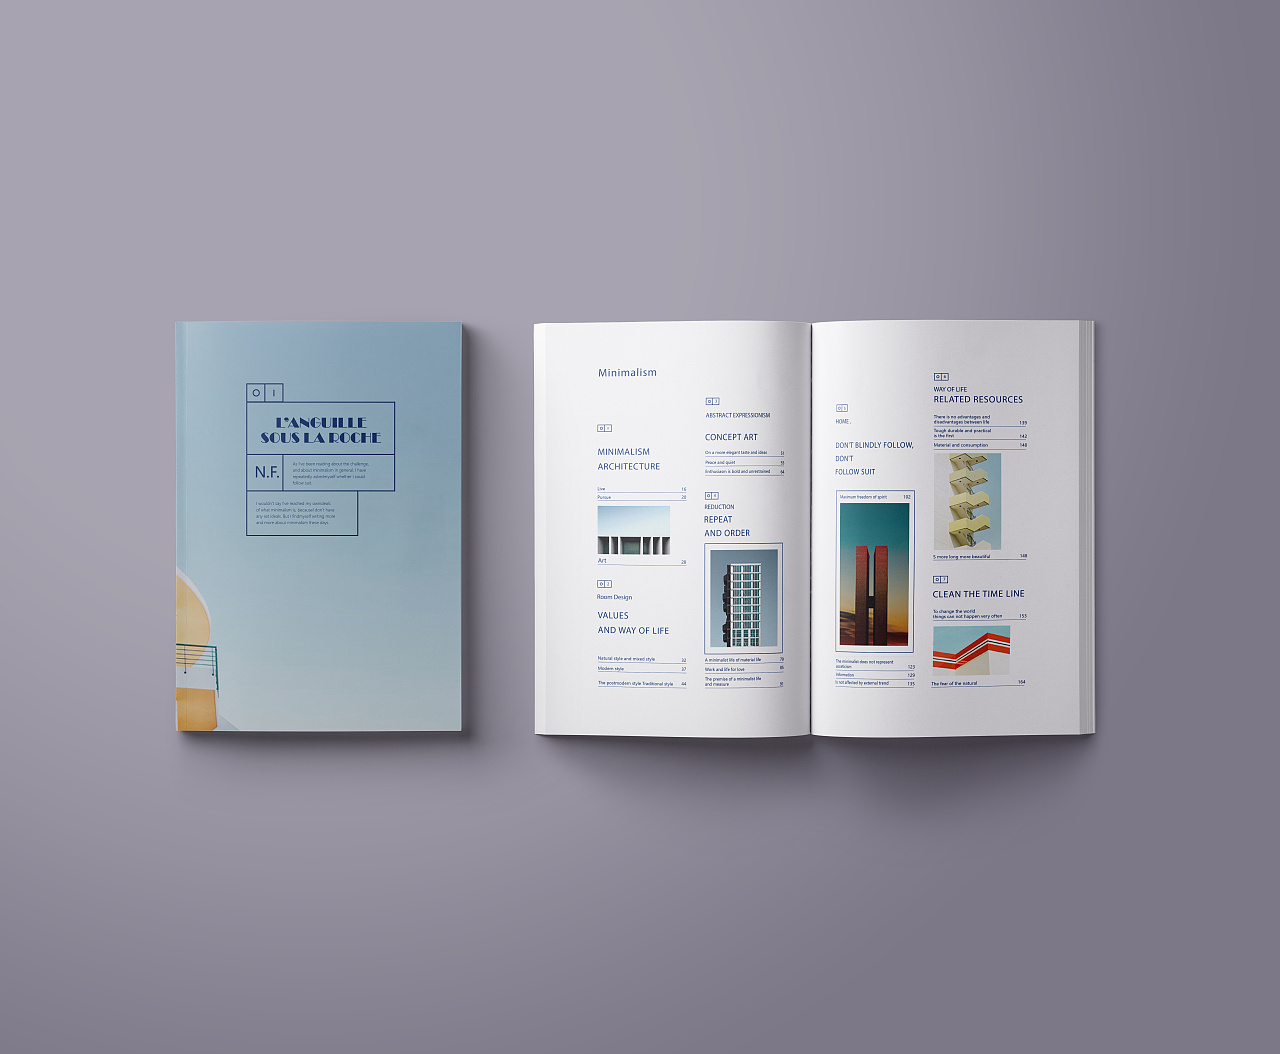 O I
L'ANGUILLE
SOUS LA ROCHE
N.F.
As I've been reading about the challenge,
and about minimalism in general, I have
repeatedly asked myself whether I could
follow suit.
I wouldn't say I've reached my
of what minimalism is, because I don't have
any set ideals. But I find myself writing more
and more about minimalism these days.
Minimalism
O 1
MINIMALISM
ARCHITECTURE
Live 16
Pursue 20
Art 28
O 2
Room Design
VALUES
AND WAY OF LIFE
Natural style and mixed style 32
Modern style 37
The postmodern style Traditional style 44
ABSTRACT EXPRESSIONISM
CONCEPT ART
On a more elegant taste and ideas 51
Peace and quiet 55
Enthusiasm is bold and unrestrained 64
REDUCTION
REPEAT
AND ORDER
A minimalist life of material life 78
Work and life for love 86
The premise of a minimalist life
and measure 91
HOME .
DON'T BLINDLY FOLLOW,
DON'T
FOLLOW SUIT
Maximum freedom of spirit 102
The minimalist does not represent
asceticism 123
Information 129
Is not affected by external trend 135
O 6
WAY OF LIFE
RELATED RESOURCES
There is no advantages and
disadvantages between life 139
Tough durable and practical
is the first 142
Material and consumption 148
S more long more beautiful 148
O 7
CLEAN THE TIME LINE
To change the world
things can not happen very often 153
The fear of the natural 164